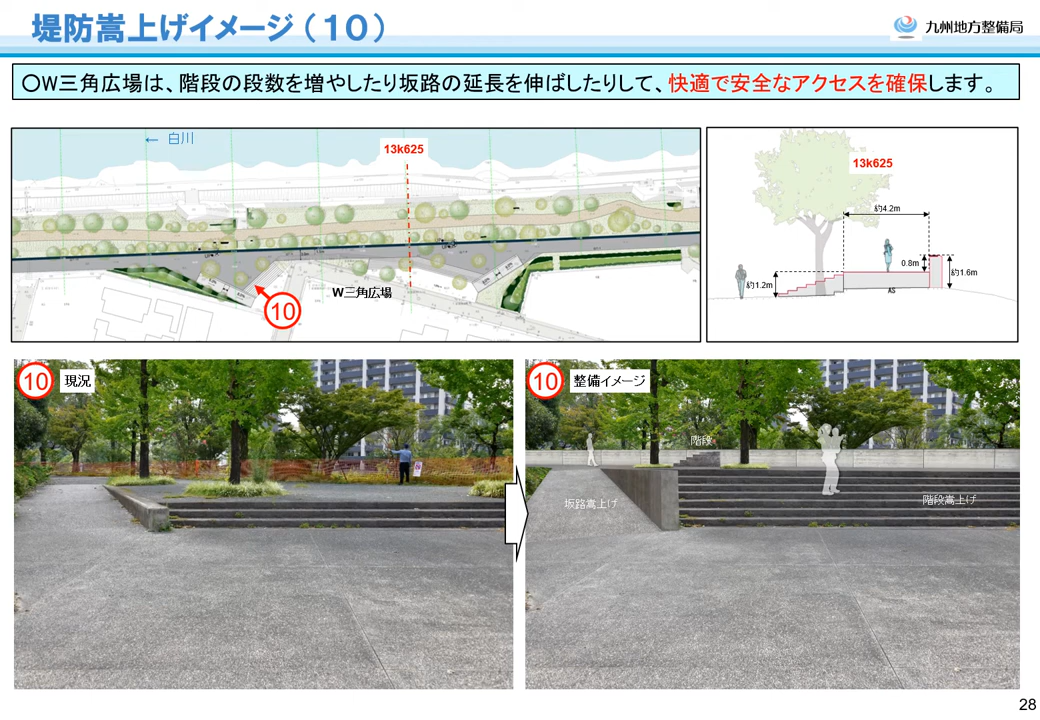 堤防嵩上げイメージ（１０）
九州地方整備局
〇W三角広場は、階段の段数を増やしたり坂路の延長を伸ばしたりして、快適で安全なアクセスを確保します。
← 白川
13k625
W三角広場
10
13k625
約4.2m
0.8m
約1.6m
約1.2m
AS
10 現況
10 整備イメージ
階段
坂路嵩上げ
階段嵩上げ
28